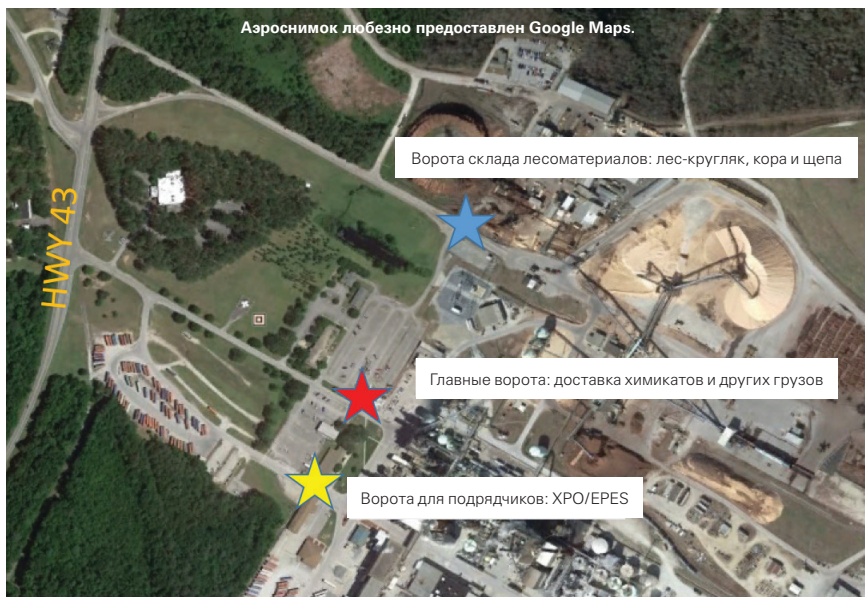 Аэроснимок любезно предоставлен Google Maps.
Ворота склада лесоматериалов: лес-кругляк, кора и щепа
HWY 43
Главные ворота: доставка химикатов и других грузов
Ворота для подрядчиков: XPO/EPES